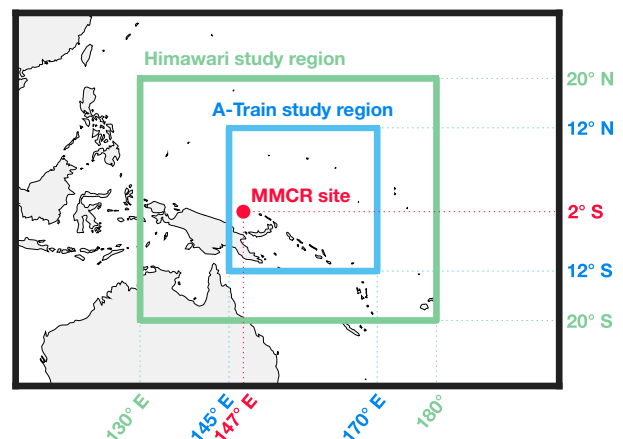 Himawari study region
20° N
A-Train study region
12° N
MMCR site
2° S
12° S
20° S
130° E
145° E
147° E
170° E
180°